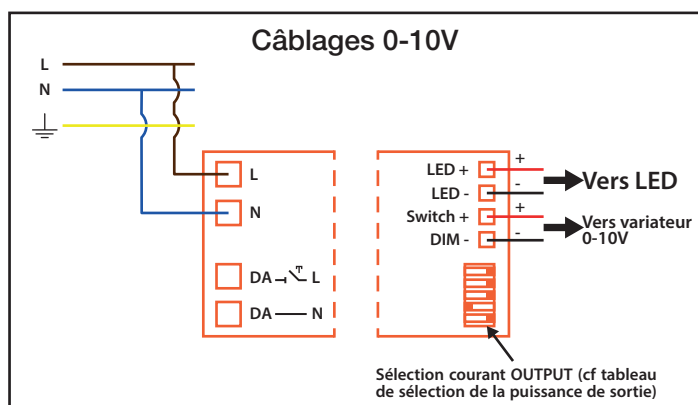 Câblages 0-10V
L
N
L
N
DA L
DA N
LED + +
LED - -
Switch + +
DIM - -
Vers LED
Vers variateur
0-10V
Sélection courant OUTPUT (cf tableau
de sélection de la puissance de sortie)